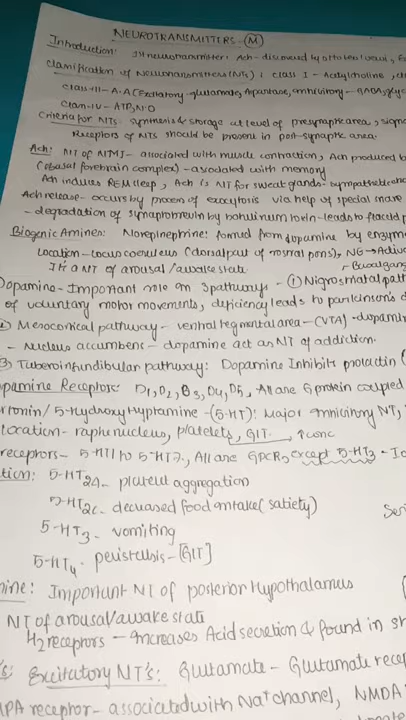 NEUROTRANSMITTERS - (M)
Introduction: 1st neurotransmitter: Ach - discovered by otto
classification of Neurotransmitters (NTs): class I - Acetylcholine,
class-III - A.A (Excitatory - glutamate, Aspartate, inhibitory - GABA,
Class-IV - ATP, NO
Criteria for NTs: synthesis & storage at level of presynaptic area,
Receptors of NTs should be present in post-synaptic area.
Ach: NT of NMJ - associated with muscle contraction, Ach produced
(basal forebrain complex) - associated with memory
Ach induces REM sleep, Ach is NT for sweat glands
Ach release - occurs by process of exocytosis via help of special
- degradation of synaptobrevin by botulinum toxin - leads to flaccid
Biogenic Amines: Norepinephrine: formed from dopamine by
Location - locus coeruleus (dorsal part of rostral pons),
It is a NT of arousal/awake state
Dopamine - Important role in 3 pathways - ① Nigrostriatal
of voluntary motor movements, deficiency leads to parkinson's
② Mesocortical pathway - ventral tegmental area - (VTA)
- Nucleus accumbens - dopamine act as NT of addiction.
③ Tuberoinfundibular pathway: Dopamine Inhibits prolactin
Receptors: D1, D2, D3, D4, D5, All are G protein coupled
5-Hydroxytryptamine - (5-HT): Major inhibitory NT,
Location - raphe nucleus, platelets, GIT.
receptors - 5-HT1 to 5-HT7, All are GPCR, except 5-HT3 -
5-HT2A - platelet aggregation
5-HT2C - decreased food intake (satiety)
5-HT3 - vomiting
5-HT4 - peristalsis - [GIT]
Important NT of posterior Hypothalamus
NT of arousal/awake state
H2 receptors - increases Acid secretion & found in
Excitatory NT's: Glutamate - Glutamate
receptor - associated with Na+ channel, NMDA